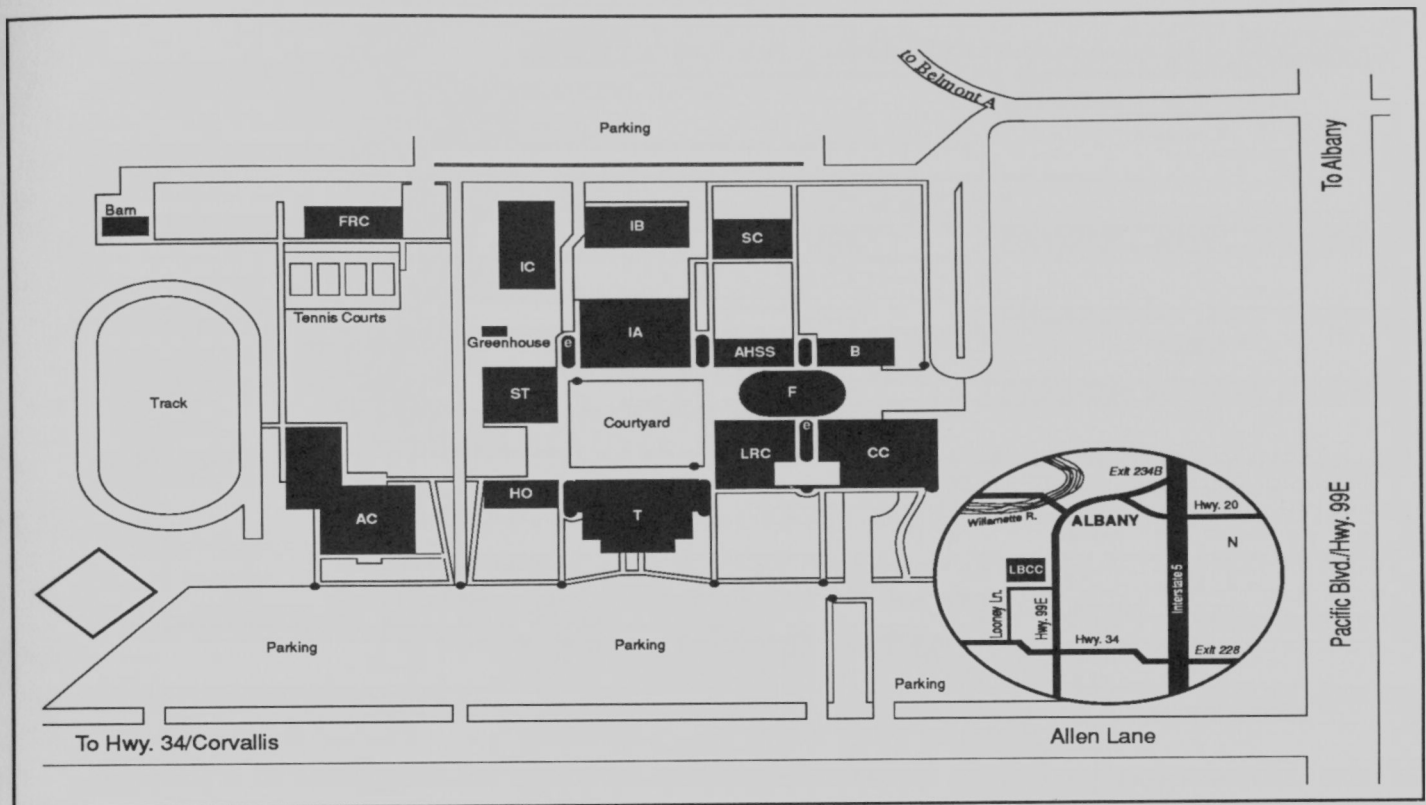 to Belmont A
Parking
To Albany
Barn
FRC
IB
SC
IC
Tennis Courts
IA
Greenhouse
e
AHSS
B
Track
ST
Courtyard
F
e
LRC
CC
HO
T
AC
Exit 234B
Willamette R.
ALBANY
Hwy. 20
N
LBCC
Looney Ln.
Hwy. 99E
Interstate 5
Hwy. 34
Exit 228
Pacific Blvd./Hwy. 99E
Parking
Parking
Parking
To Hwy. 34/Corvallis
Allen Lane